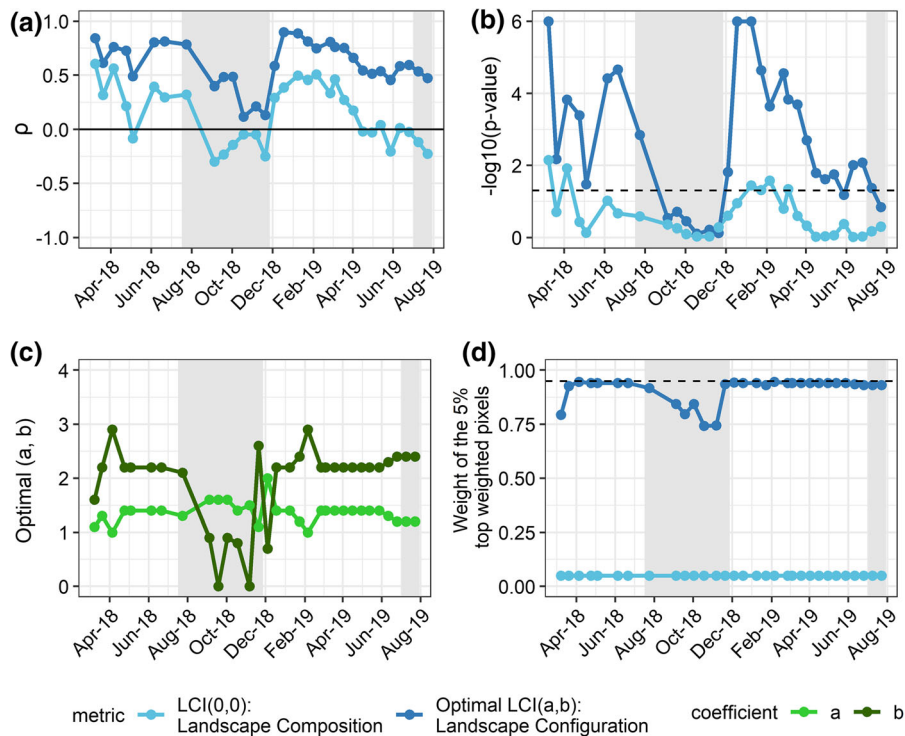 (a)
ρ
1.0
0.5
0.0
-0.5
-1.0
Apr-18
Jun-18
Aug-18
Oct-18
Dec-18
Feb-19
Apr-19
Jun-19
Aug-19
(b)
-log10(p-value)
6
4
2
0
Apr-18
Jun-18
Aug-18
Oct-18
Dec-18
Feb-19
Apr-19
Jun-19
Aug-19
(c)
Optimal (a, b)
4
3
2
1
0
Apr-18
Jun-18
Aug-18
Oct-18
Dec-18
Feb-19
Apr-19
Jun-19
Aug-19
(d)
Weight of the 5%
top weighted pixels
1.00
0.75
0.50
0.25
0.00
Apr-18
Jun-18
Aug-18
Oct-18
Dec-18
Feb-19
Apr-19
Jun-19
Aug-19
metric
LCI(0,0):
Landscape Composition
Optimal LCI(a,b):
Landscape Configuration
coefficient
a
b